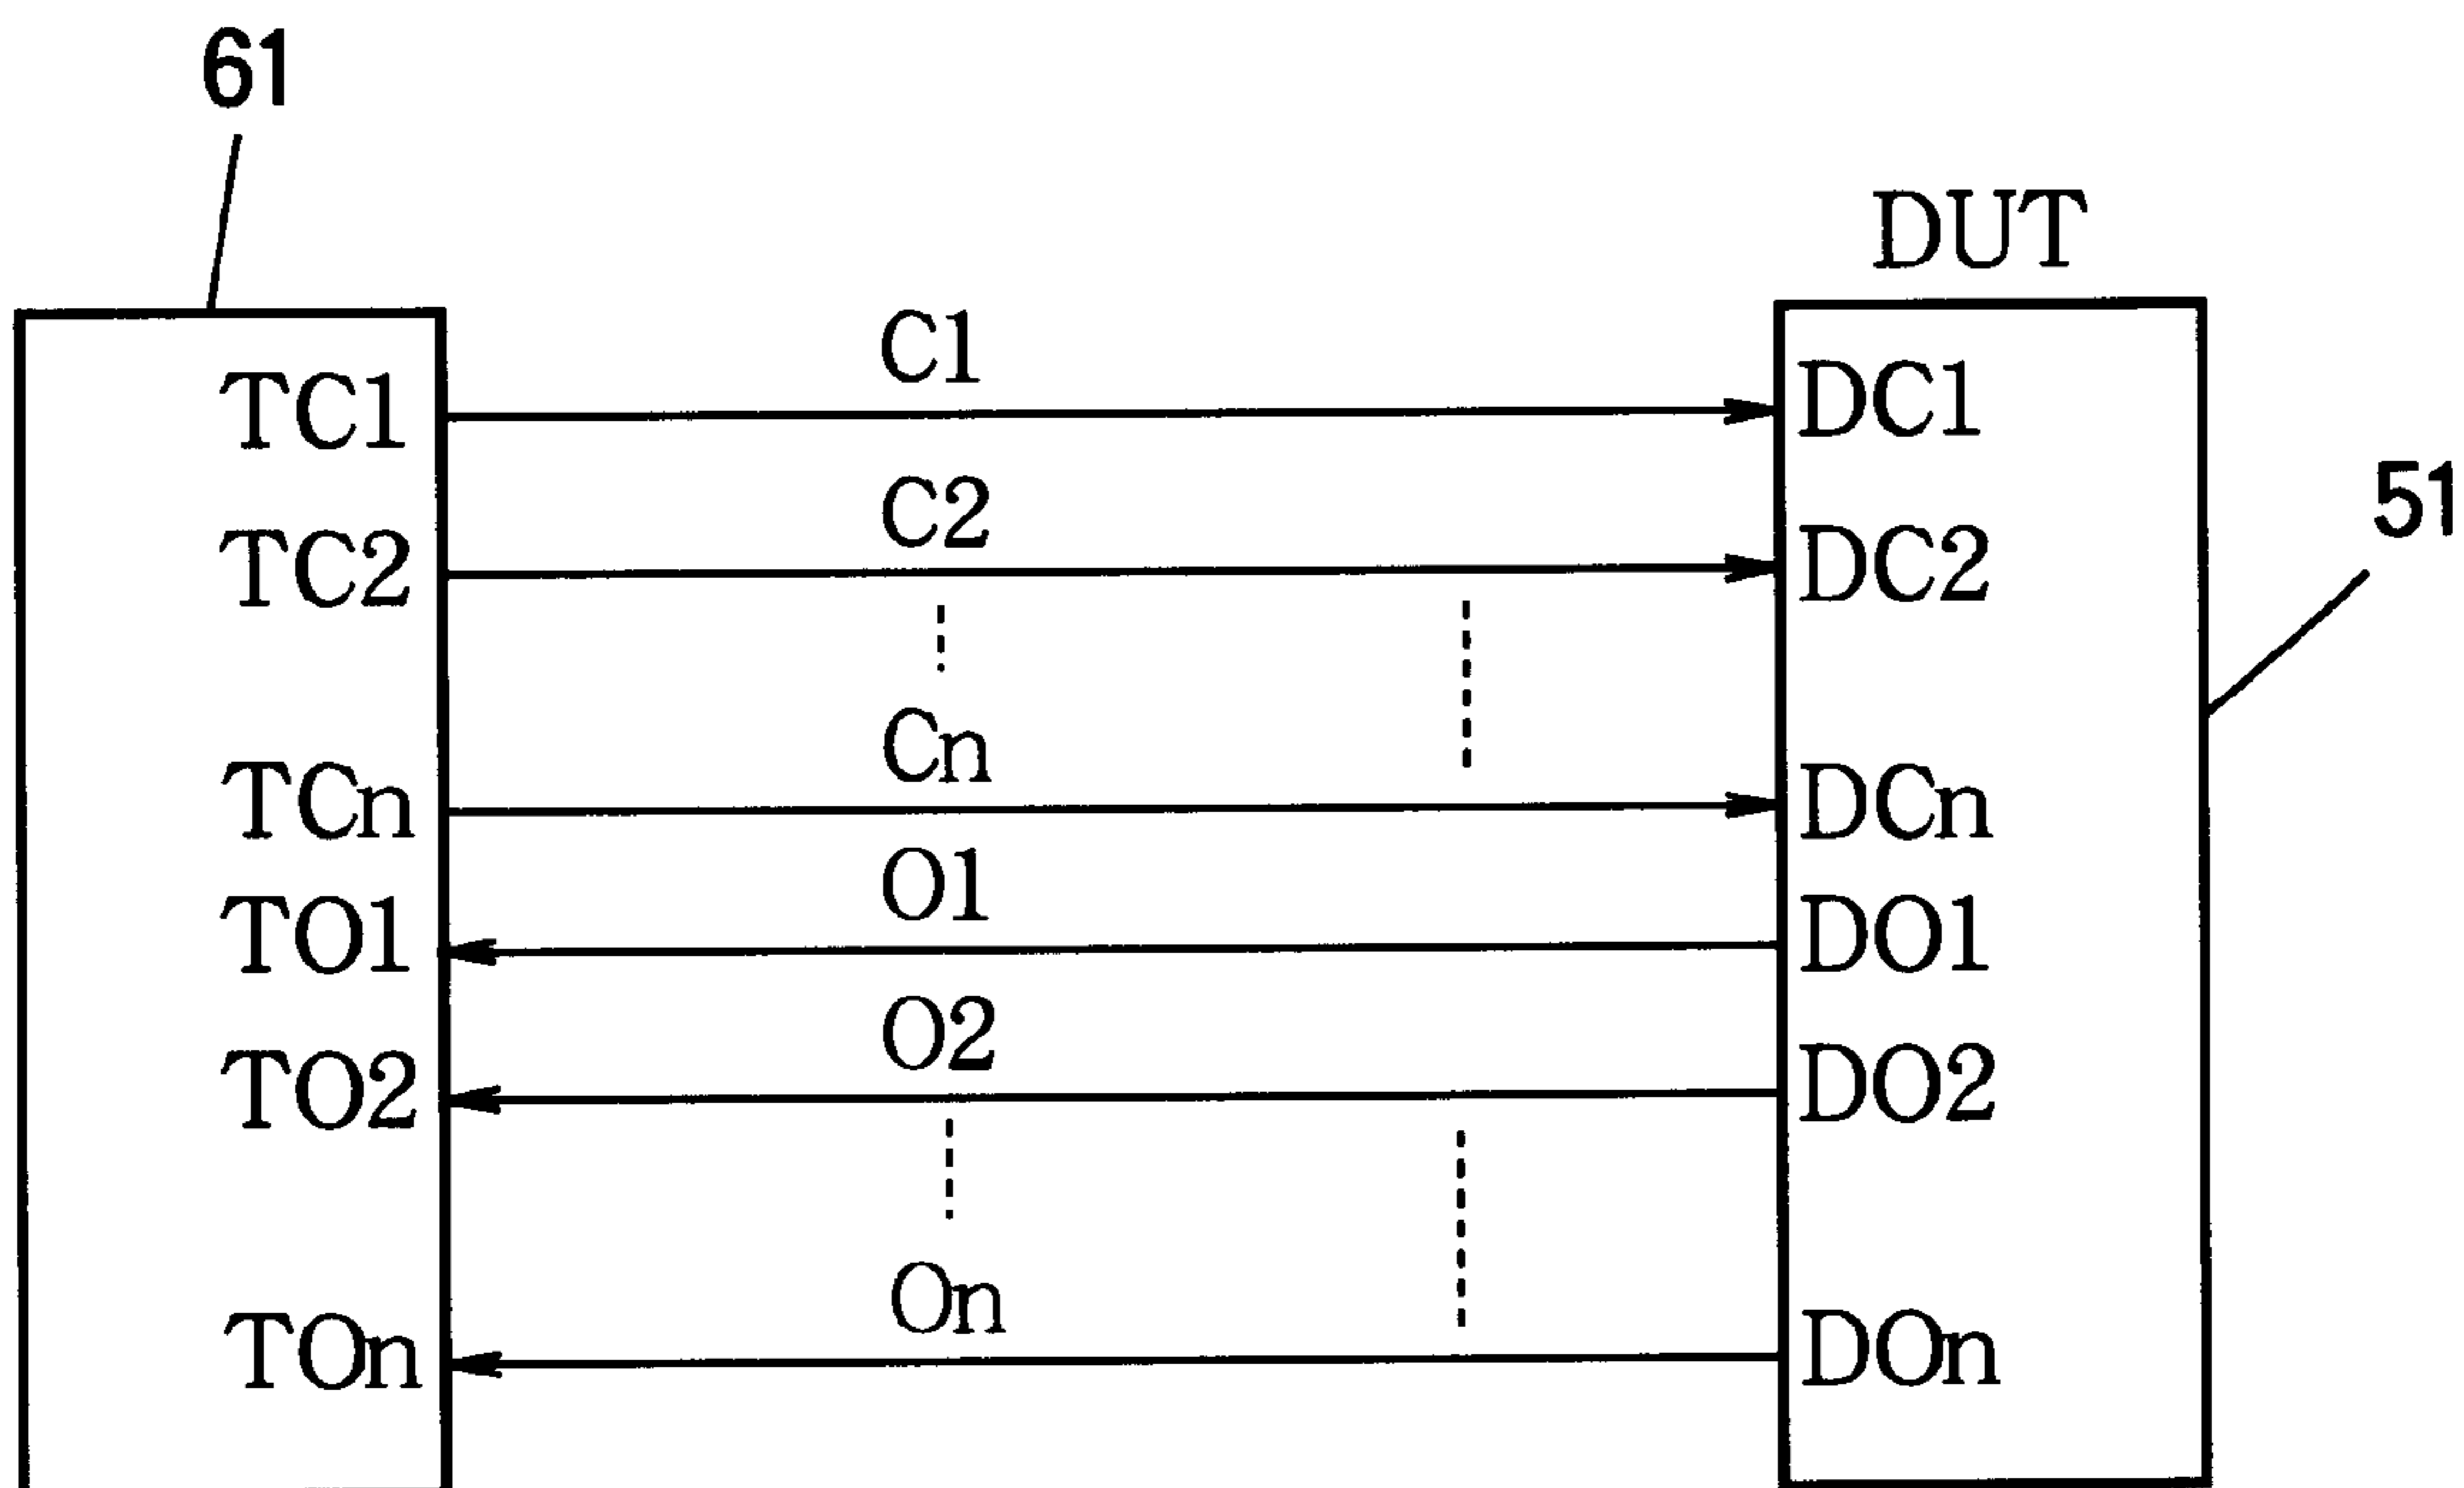 61
DUT
C1
TC1
DC1
C2
51
TC2
DC2
Cn
TCn
DCn
O1
TO1
DO1
O2
TO2
DO2
On
TOn
DOn